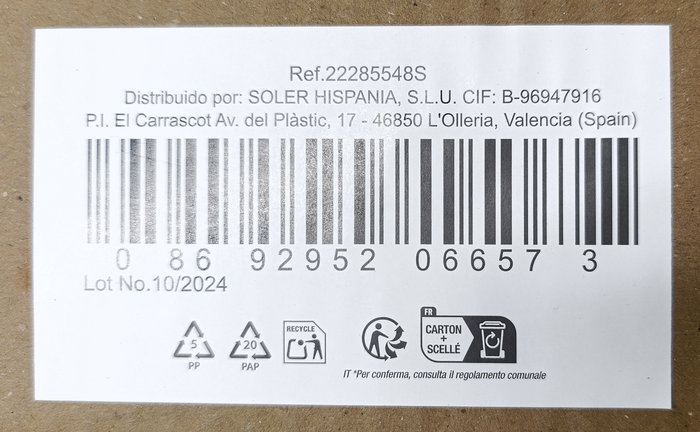 Ref.22285548S
Distribuido por: SOLER HISPANIA, S.L.U. CIF: B-96947916
P.I. El Carrascot Av. del Plàstic, 17 - 46850 L'Olleria, Valencia (Spain)
0 86 92952 06657 3
Lot No.10/2024
5
PP
20
PAP
RECYCLE
FR
CARTON
+
SCELLÉ
IT *Per conferma, consulta il regolamento comunale